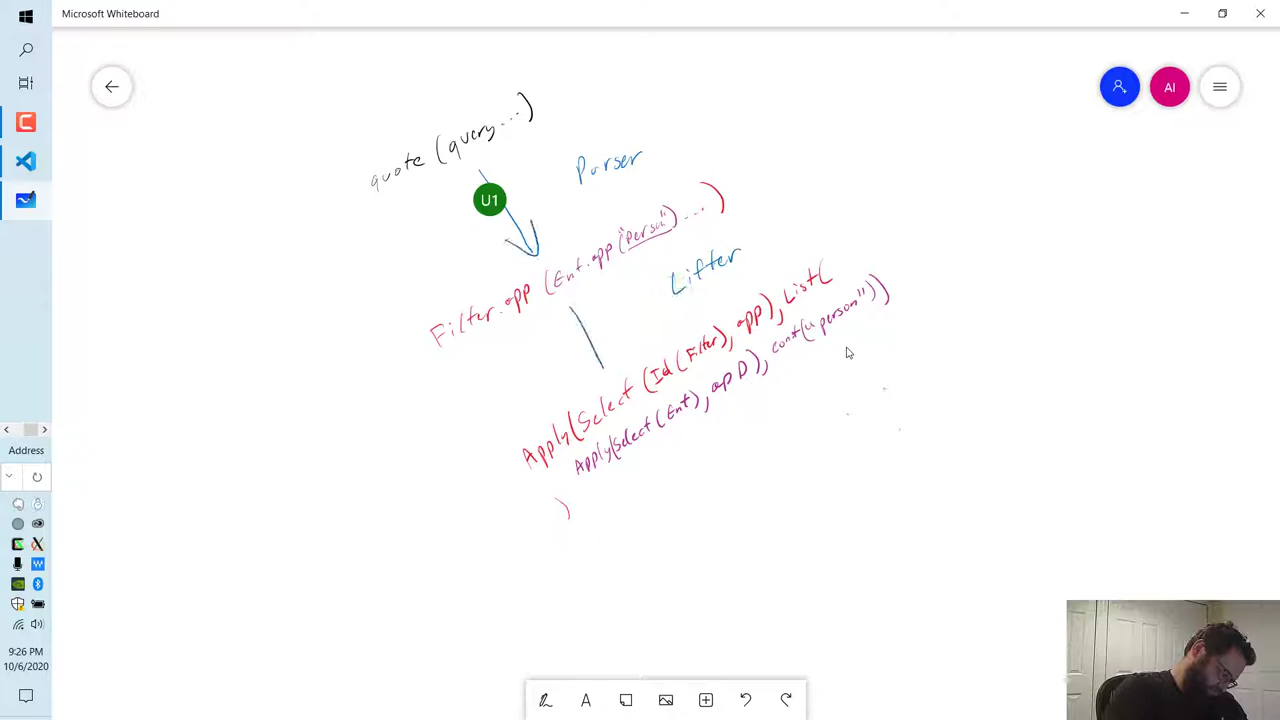 Microsoft Whiteboard
AI
quote (query...)
Parser
U1
Filter.app (Ent.app ("Person") ...)
Lifter
Apply(Select (Id(Filter), app), List(
Apply(Select(Ent), app), const("person"))
)
Address
9:26 PM
10/6/2020
A